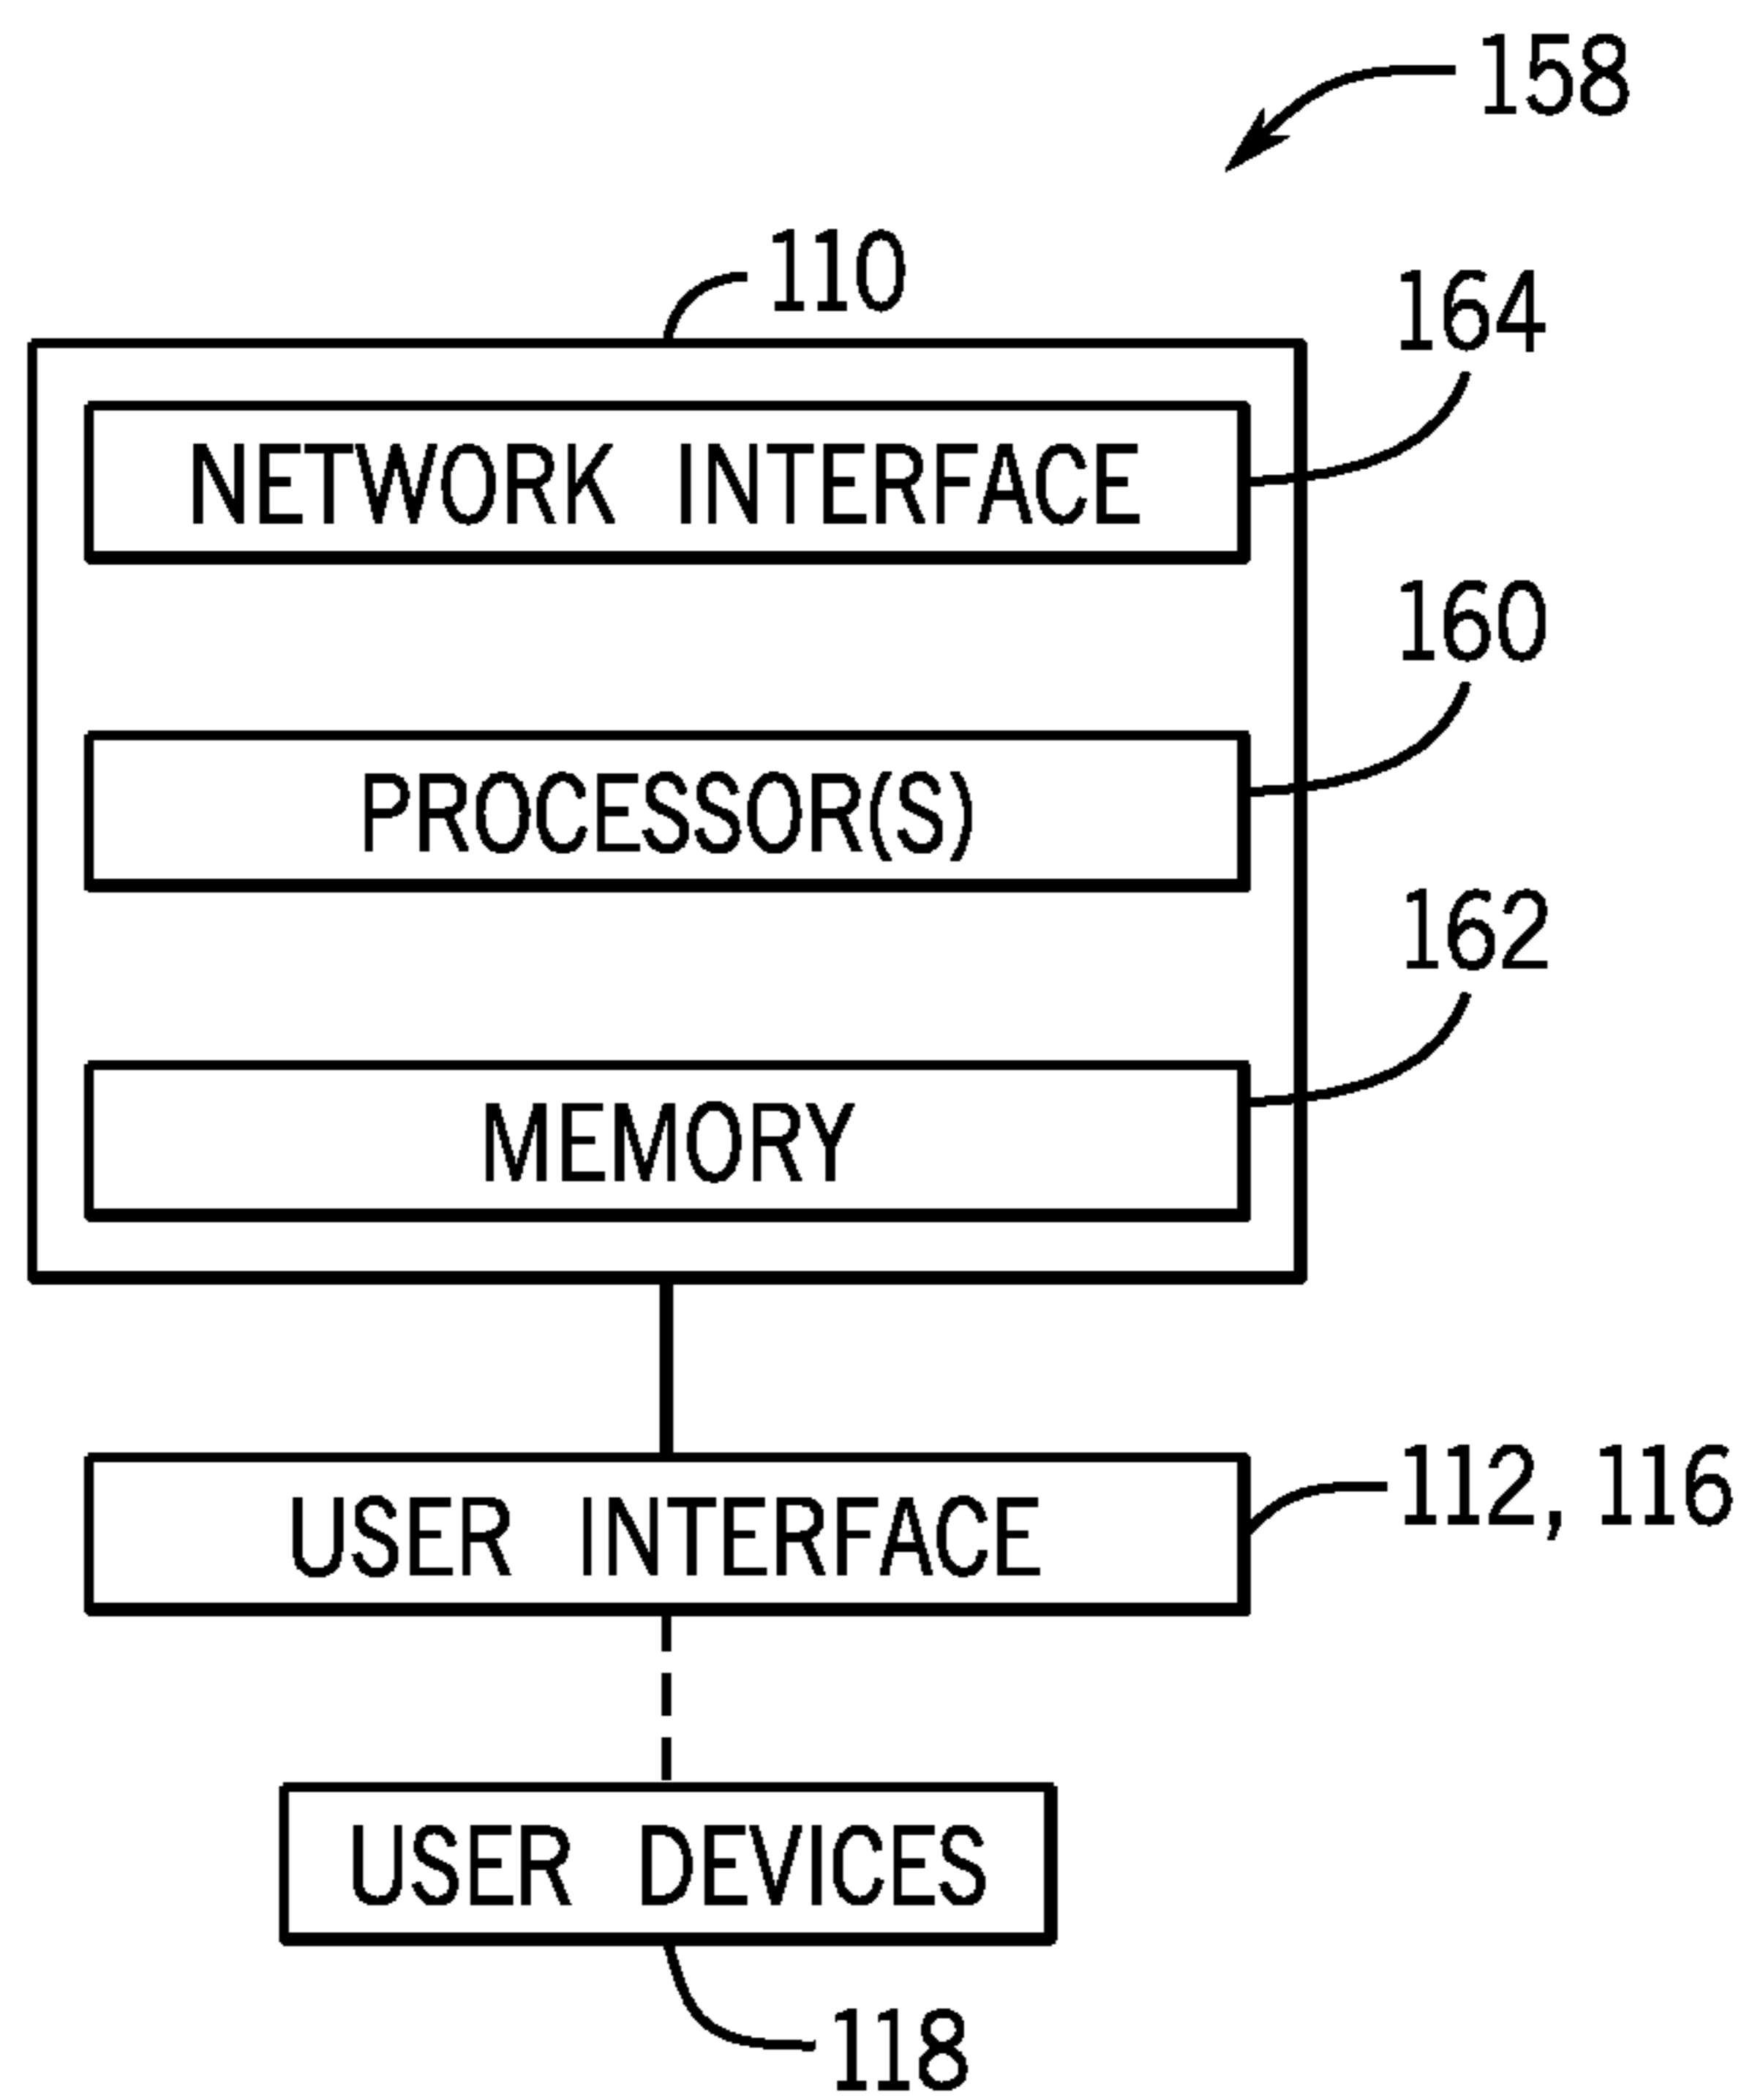 158
110
164
NETWORK INTERFACE
160
PROCESSOR(S)
162
MEMORY
112, 116
USER INTERFACE
USER DEVICES
118